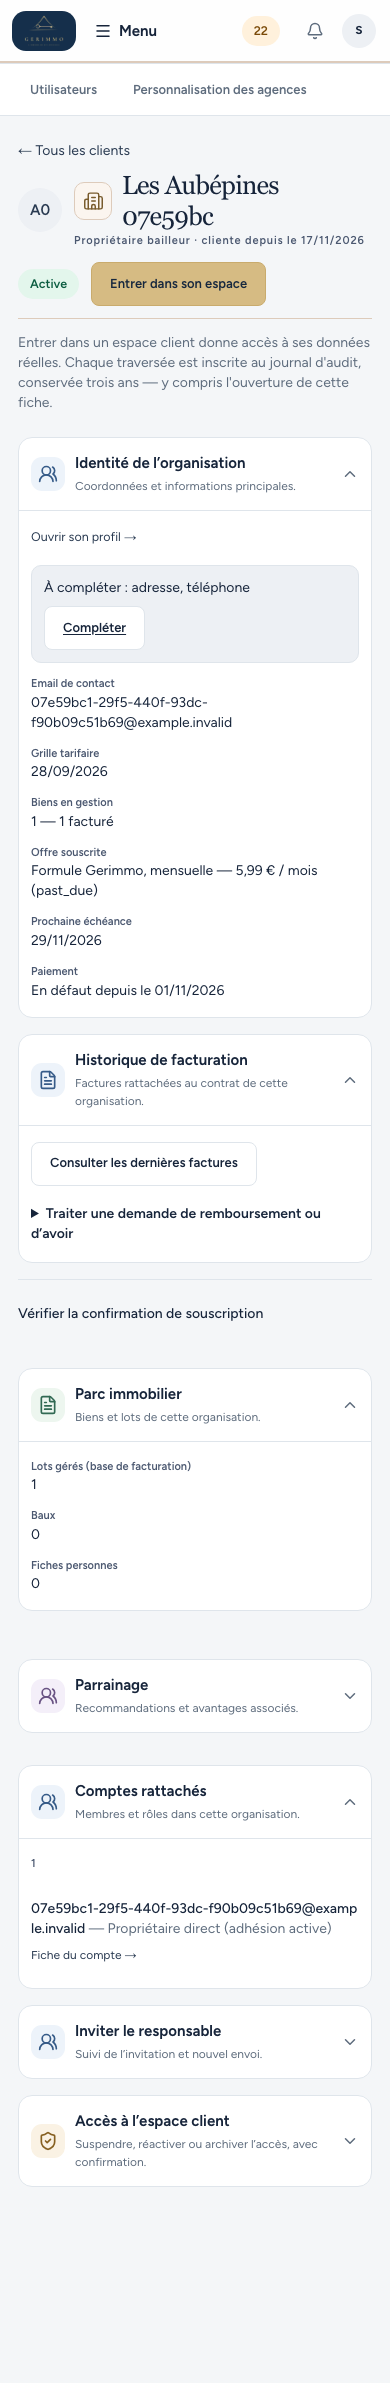 GERIMMO
Menu
22
S
Utilisateurs
Personnalisation des agences
← Tous les clients
A0
Les Aubépines
07e59bc
Propriétaire bailleur · cliente depuis le 17/11/2026
Active
Entrer dans son espace
Entrer dans un espace client donne accès à ses données
réelles. Chaque traversée est inscrite au journal d'audit,
conservée trois ans — y compris l'ouverture de cette
fiche.
Identité de l’organisation
Coordonnées et informations principales.
Ouvrir son profil →
À compléter : adresse, téléphone
Compléter
Email de contact
07e59bc1-29f5-440f-93dc-
f90b09c51b69@example.invalid
Grille tarifaire
28/09/2026
Biens en gestion
1 — 1 facturé
Offre souscrite
Formule Gerimmo, mensuelle — 5,99 € / mois
(past_due)
Prochaine échéance
29/11/2026
Paiement
En défaut depuis le 01/11/2026
Historique de facturation
Factures rattachées au contrat de cette
organisation.
Consulter les dernières factures
▶ Traiter une demande de remboursement ou
d’avoir
Vérifier la confirmation de souscription
Parc immobilier
Biens et lots de cette organisation.
Lots gérés (base de facturation)
1
Baux
0
Fiches personnes
0
Parrainage
Recommandations et avantages associés.
Comptes rattachés
Membres et rôles dans cette organisation.
1
07e59bc1-29f5-440f-93dc-f90b09c51b69@examp
le.invalid — Propriétaire direct (adhésion active)
Fiche du compte →
Inviter le responsable
Suivi de l’invitation et nouvel envoi.
Accès à l’espace client
Suspendre, réactiver ou archiver l’accès, avec
confirmation.